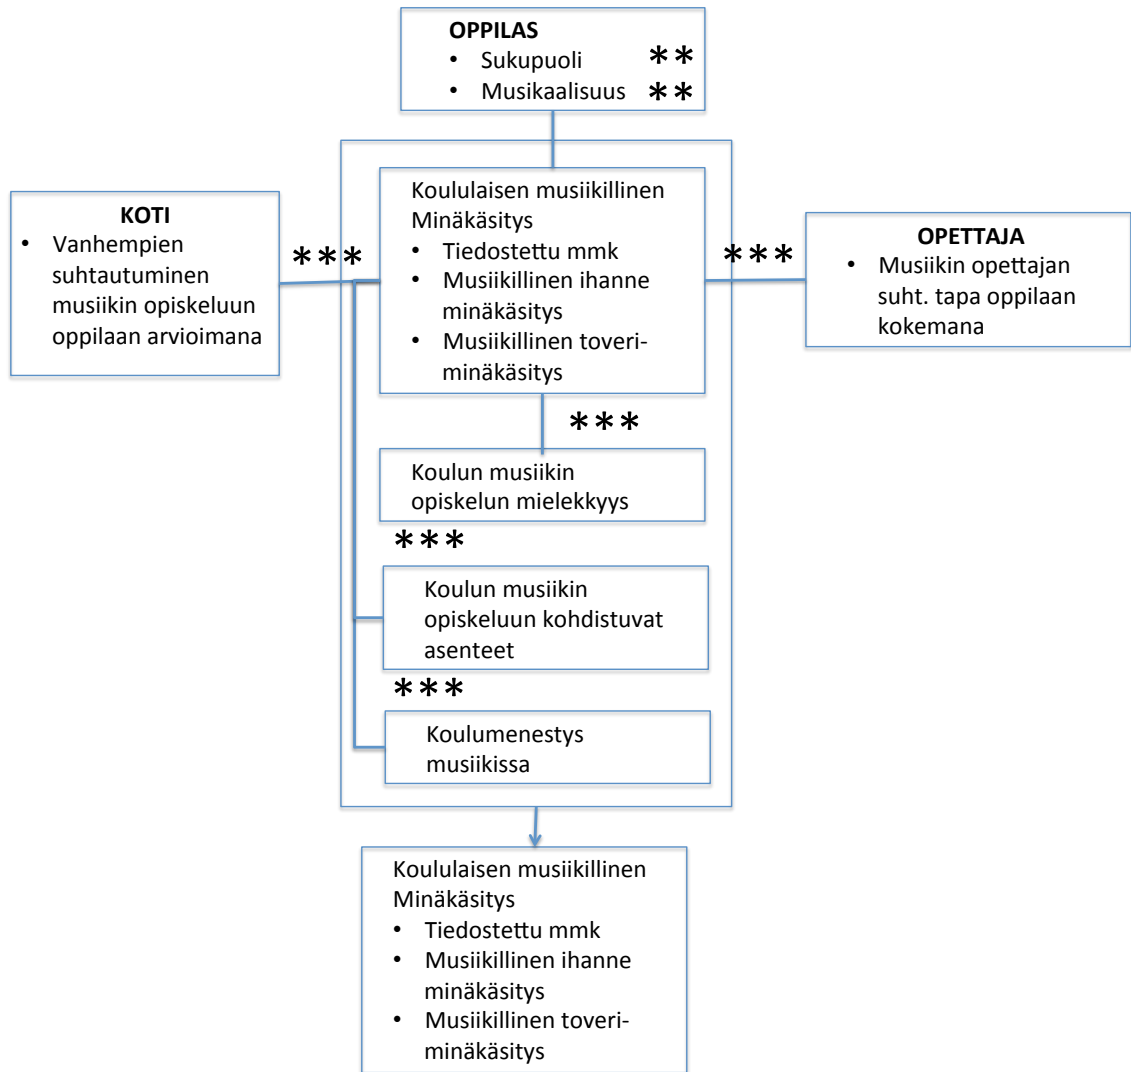 OPPILAS
• Sukupuoli **
• Musikaalisuus **
KOTI
• Vanhempien
suhtautuminen
musiikin opiskeluun
oppilaan arvioimana
***
Koululaisen musiikillinen
Minäkäsitys
• Tiedostettu mmk
• Musiikillinen ihanne
minäkäsitys
• Musiikillinen toveri-
minäkäsitys
***
OPETTAJA
• Musiikin opettajan
suht. tapa oppilaan
kokemana
***
Koulun musiikin
opiskelun mielekkyys
***
Koulun musiikin
opiskeluun kohdistuvat
asenteet
***
Koulumenestys
musiikissa
Koululaisen musiikillinen
Minäkäsitys
• Tiedostettu mmk
• Musiikillinen ihanne
minäkäsitys
• Musiikillinen toveri-
minäkäsitys